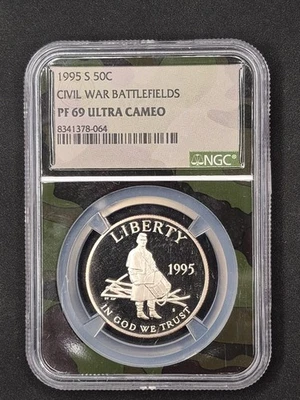 1995 S 50C
CIVIL WAR BATTLEFIELDS
PF 69 ULTRA CAMEO
8341378-064
NGC
LIBERTY
1995
IN GOD WE TRUST